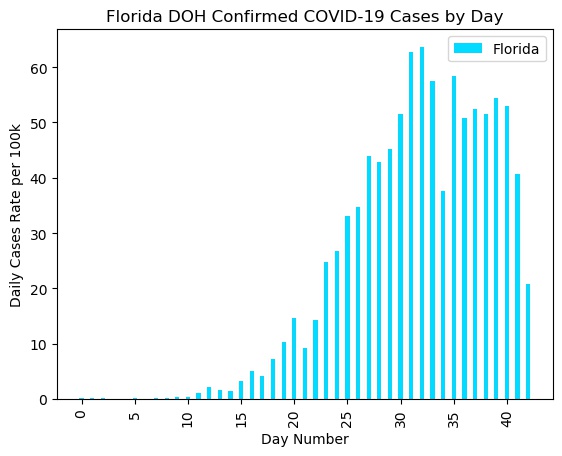 Florida DOH Confirmed COVID-19 Cases by Day
Florida
Daily Cases Rate per 100k
60
50
40
30
20
10
0
0 5 10 15 20 25 30 35 40
Day Number